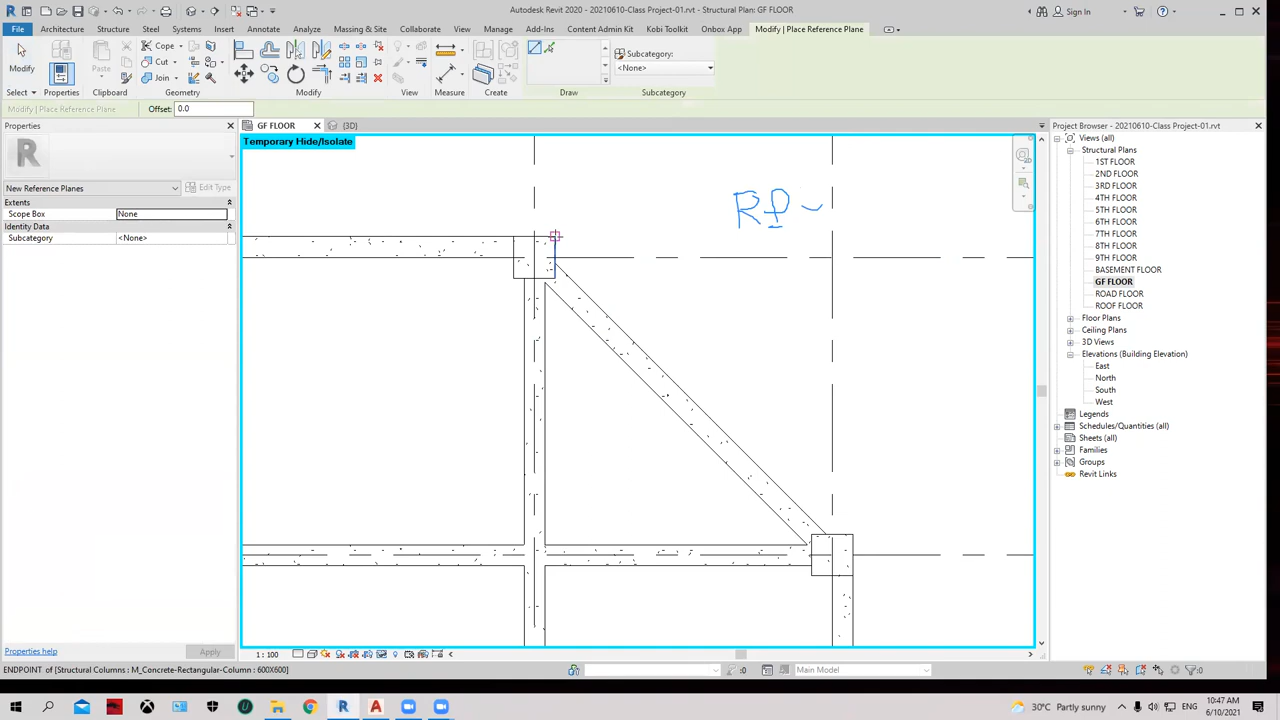 Autodesk Revit 2020 - 20210610-Class Project-01.rvt - Structural Plan: GF FLOOR
Sign In
File Architecture Structure Steel Systems Insert Annotate Analyze Massing & Site Collaborate View Manage Add-Ins Content Admin Kit Kobi Toolkit Onbox App Modify | Place Reference Plane
Modify Paste Cope Cut Join
Subcategory:
<None>
Select Properties Clipboard Geometry Modify View Measure Create Draw Subcategory
Modify | Place Reference Plane Offset: 0.0
Properties
GF FLOOR {3D}
Temporary Hide/Isolate
R
New Reference Planes Edit Type
Extents
Scope Box None
Identity Data
Subcategory <None>
RP
Properties help Apply
1 : 100
ENDPOINT of [Structural Columns : M_Concrete-Rectangular-Column : 600X600]
:0 Main Model :0
Project Browser - 20210610-Class Project-01.rvt
Views (all)
Structural Plans
1ST FLOOR
2ND FLOOR
3RD FLOOR
4TH FLOOR
5TH FLOOR
6TH FLOOR
7TH FLOOR
8TH FLOOR
9TH FLOOR
BASEMENT FLOOR
GF FLOOR
ROAD FLOOR
ROOF FLOOR
Floor Plans
Ceiling Plans
3D Views
Elevations (Building Elevation)
East
North
South
West
Legends
Schedules/Quantities (all)
Sheets (all)
Families
Groups
Revit Links
30°C Partly sunny ENG 10:47 AM
6/10/2021